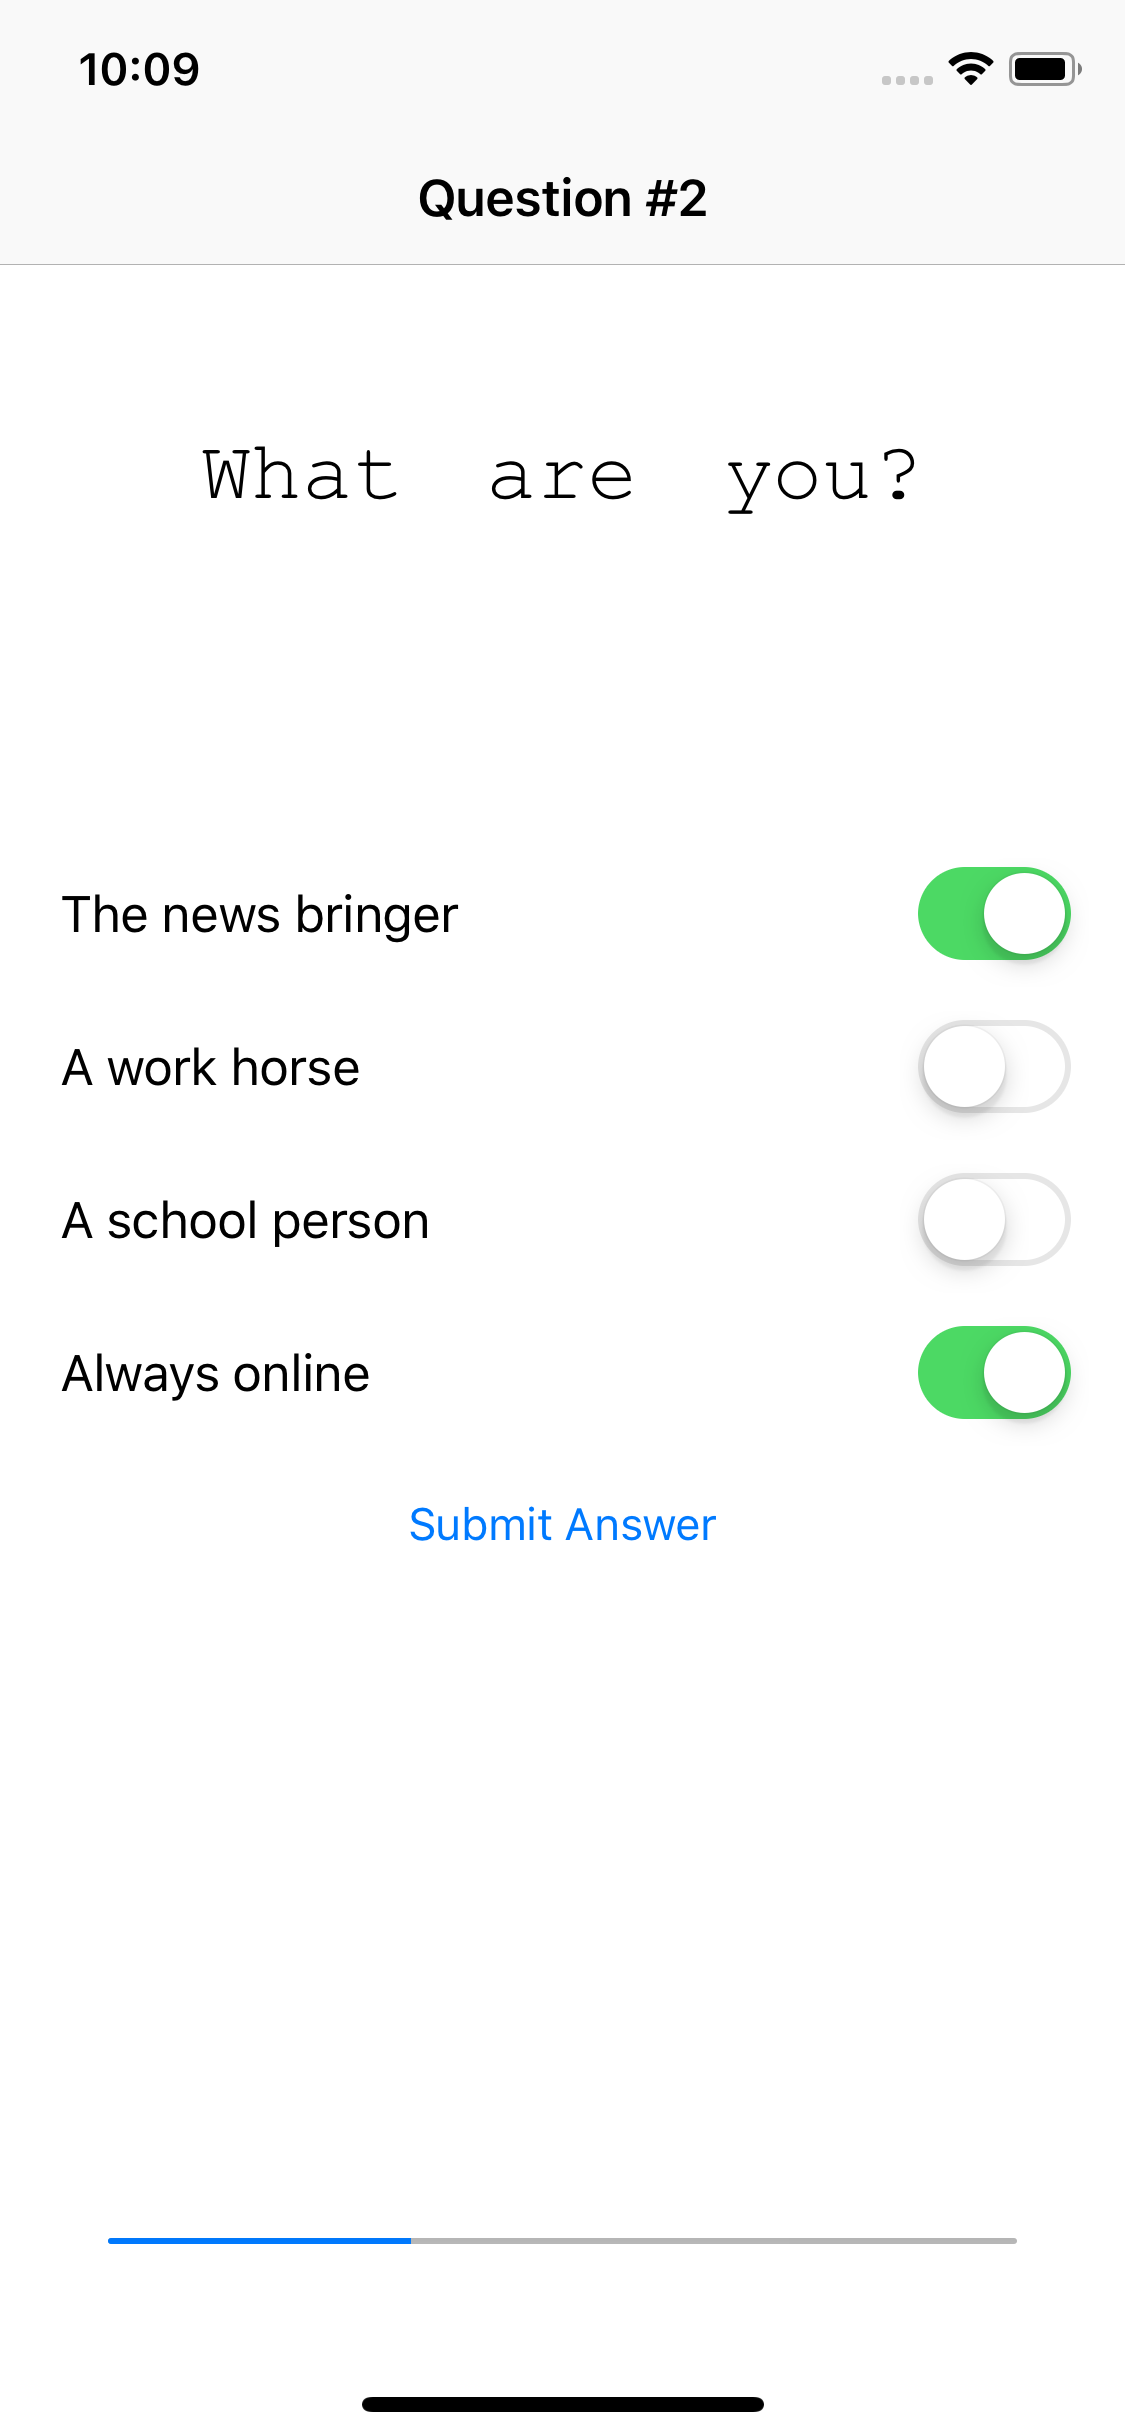 10:09
Question #2
What are you?
The news bringer
A work horse
A school person
Always online
Submit Answer